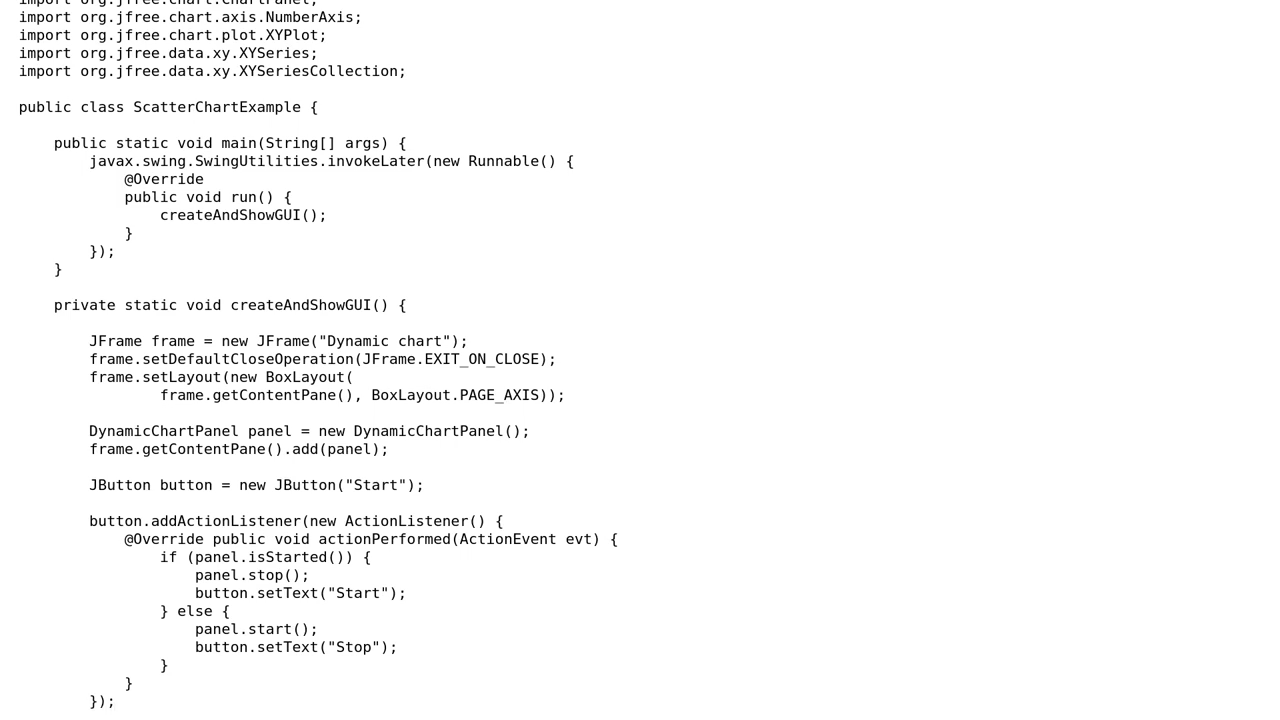 import org.jfree.chart.ChartPanel;
import org.jfree.chart.axis.NumberAxis;
import org.jfree.chart.plot.XYPlot;
import org.jfree.data.xy.XYSeries;
import org.jfree.data.xy.XYSeriesCollection;

public class ScatterChartExample {

    public static void main(String[] args) {
        javax.swing.SwingUtilities.invokeLater(new Runnable() {
            @Override
            public void run() {
                createAndShowGUI();
            }
        });
    }

    private static void createAndShowGUI() {

        JFrame frame = new JFrame("Dynamic chart");
        frame.setDefaultCloseOperation(JFrame.EXIT_ON_CLOSE);
        frame.setLayout(new BoxLayout(
                frame.getContentPane(), BoxLayout.PAGE_AXIS));

        DynamicChartPanel panel = new DynamicChartPanel();
        frame.getContentPane().add(panel);

        JButton button = new JButton("Start");

        button.addActionListener(new ActionListener() {
            @Override public void actionPerformed(ActionEvent evt) {
                if (panel.isStarted()) {
                    panel.stop();
                    button.setText("Start");
                } else {
                    panel.start();
                    button.setText("Stop");
                }
            }
        });